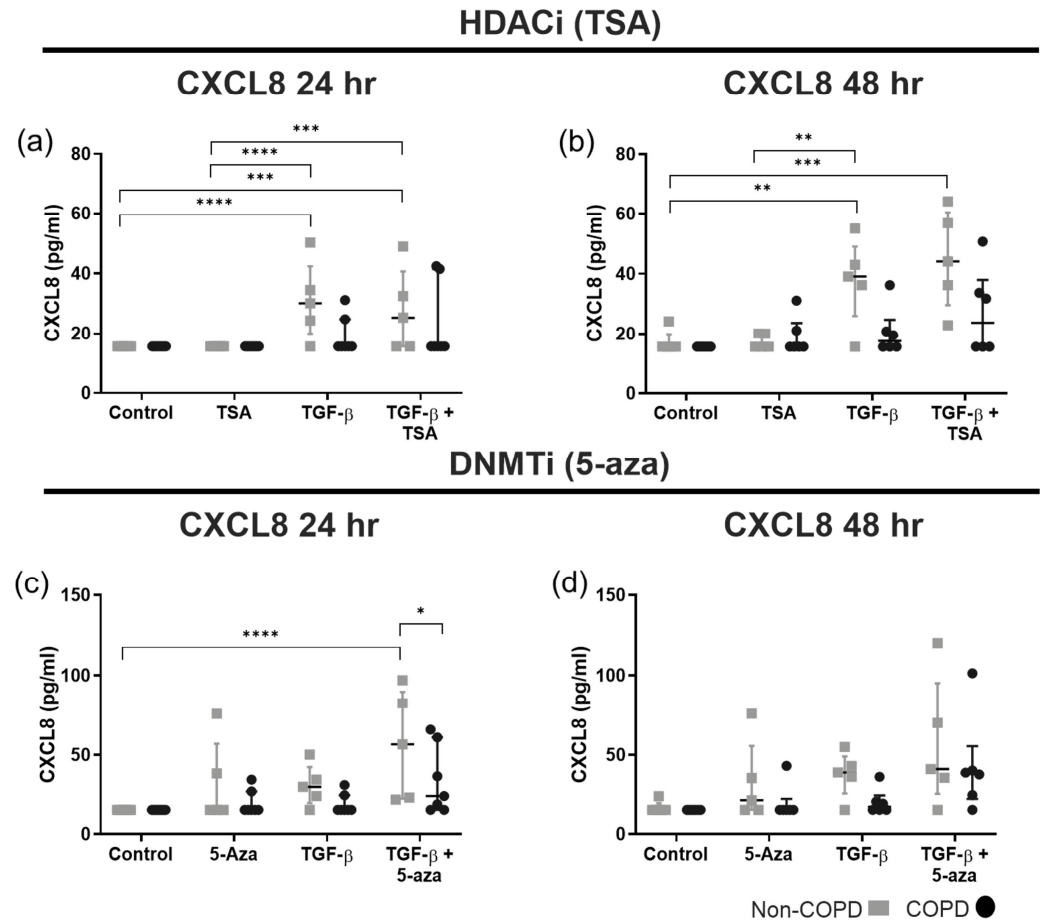 HDACi (TSA)
CXCL8 24 hr
CXCL8 48 hr
(a)
***
****
***
****
CXCL8 (pg/ml)
80
60
40
20
0
Control
TSA
TGF-β
TGF-β +
TSA
(b)
**
***
**
CXCL8 (pg/ml)
80
60
40
20
0
Control
TSA
TGF-β
TGF-β +
TSA
DNMTi (5-aza)
CXCL8 24 hr
CXCL8 48 hr
(c)
*
****
CXCL8 (pg/ml)
150
100
50
0
Control
5-Aza
TGF-β
TGF-β +
5-aza
(d)
CXCL8 (pg/ml)
150
100
50
0
Control
5-Aza
TGF-β
TGF-β +
5-aza
Non-COPD
COPD